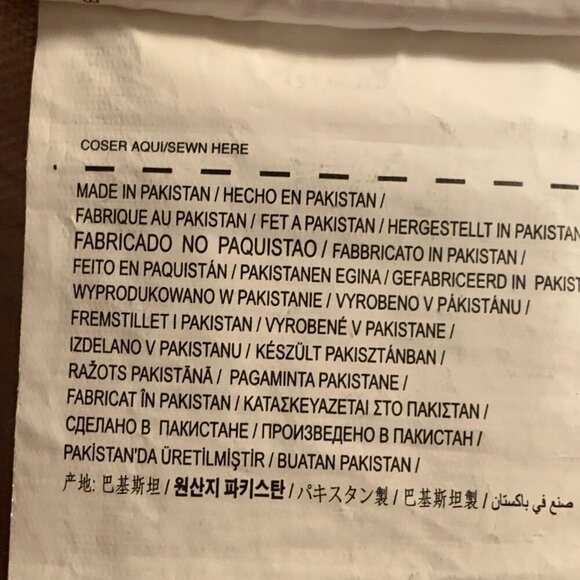 COSER AQUI/SEWN HERE
MADE IN PAKISTAN / HECHO EN PAKISTAN /
FABRIQUE AU PAKISTAN / FET A PAKISTAN / HERGESTELLT IN PAKISTAN
FABRICADO NO PAQUISTAO / FABBRICATO IN PAKISTAN /
FEITO EN PAQUISTÁN / PAKISTANEN EGINA / GEFABRICEERD IN PAKIST
WYPRODUKOWANO W PAKISTANIE / VYROBENO V PÁKISTÁNU /
FREMSTILLET I PAKISTAN / VYROBENÉ V PAKISTANE /
IZDELANO V PAKISTANU / KÉSZÜLT PAKISZTÁNBAN /
RAŽOTS PAKISTĀNĀ / PAGAMINTA PAKISTANE /
FABRICAT ÎN PAKISTAN / ΚΑΤΑΣΚΕΥΑΖΕΤΑΙ ΣΤΟ ΠΑΚΙΣΤΑΝ /
СДЕЛАНО В ПАКИСТАНЕ / ПРОИЗВЕДЕНО В ПАКИСТАН /
PAKİSTAN'DA ÜRETİLMİŞTİR / BUATAN PAKISTAN /
产地: 巴基斯坦 / 원산지 파키스탄 / パキスタン製 / 巴基斯坦製 / صنع في باكستان